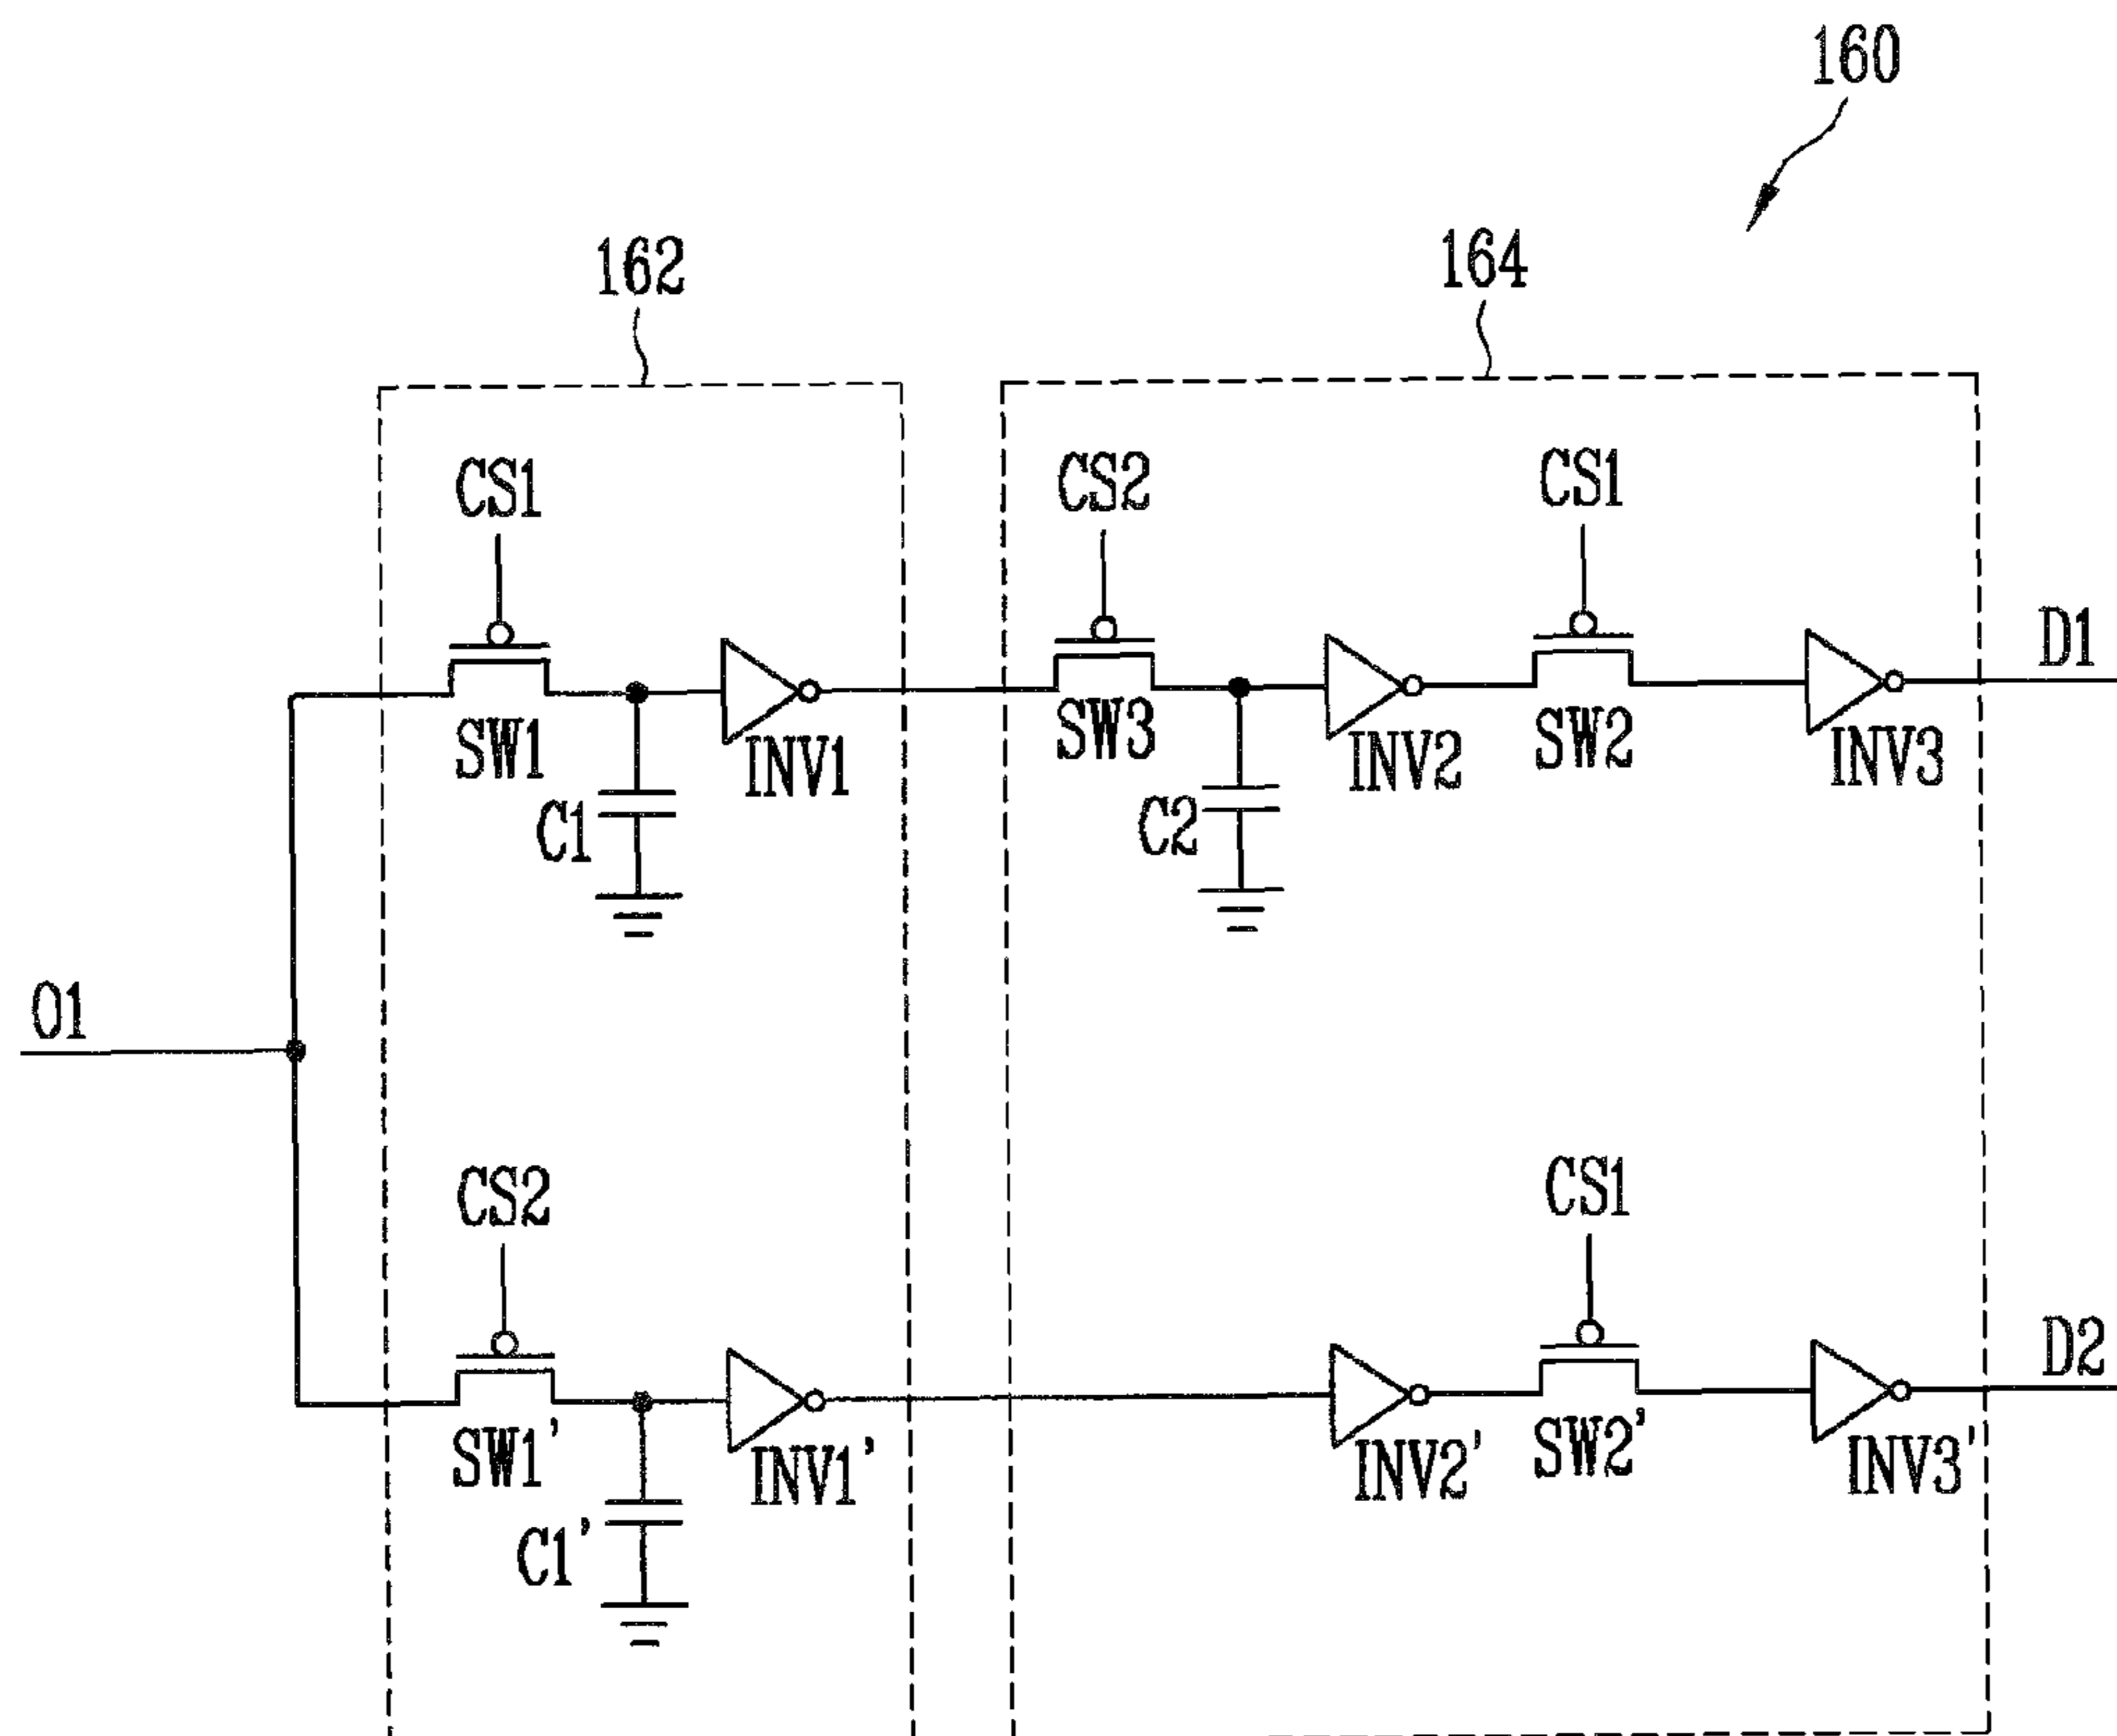 160
162
164
CS1
CS2
CS1
D1
SW1
INV1
SW3
INV2
SW2
INV3
C1
C2
O1
CS2
CS1
D2
SW1'
INV1'
INV2'
SW2'
INV3'
C1'